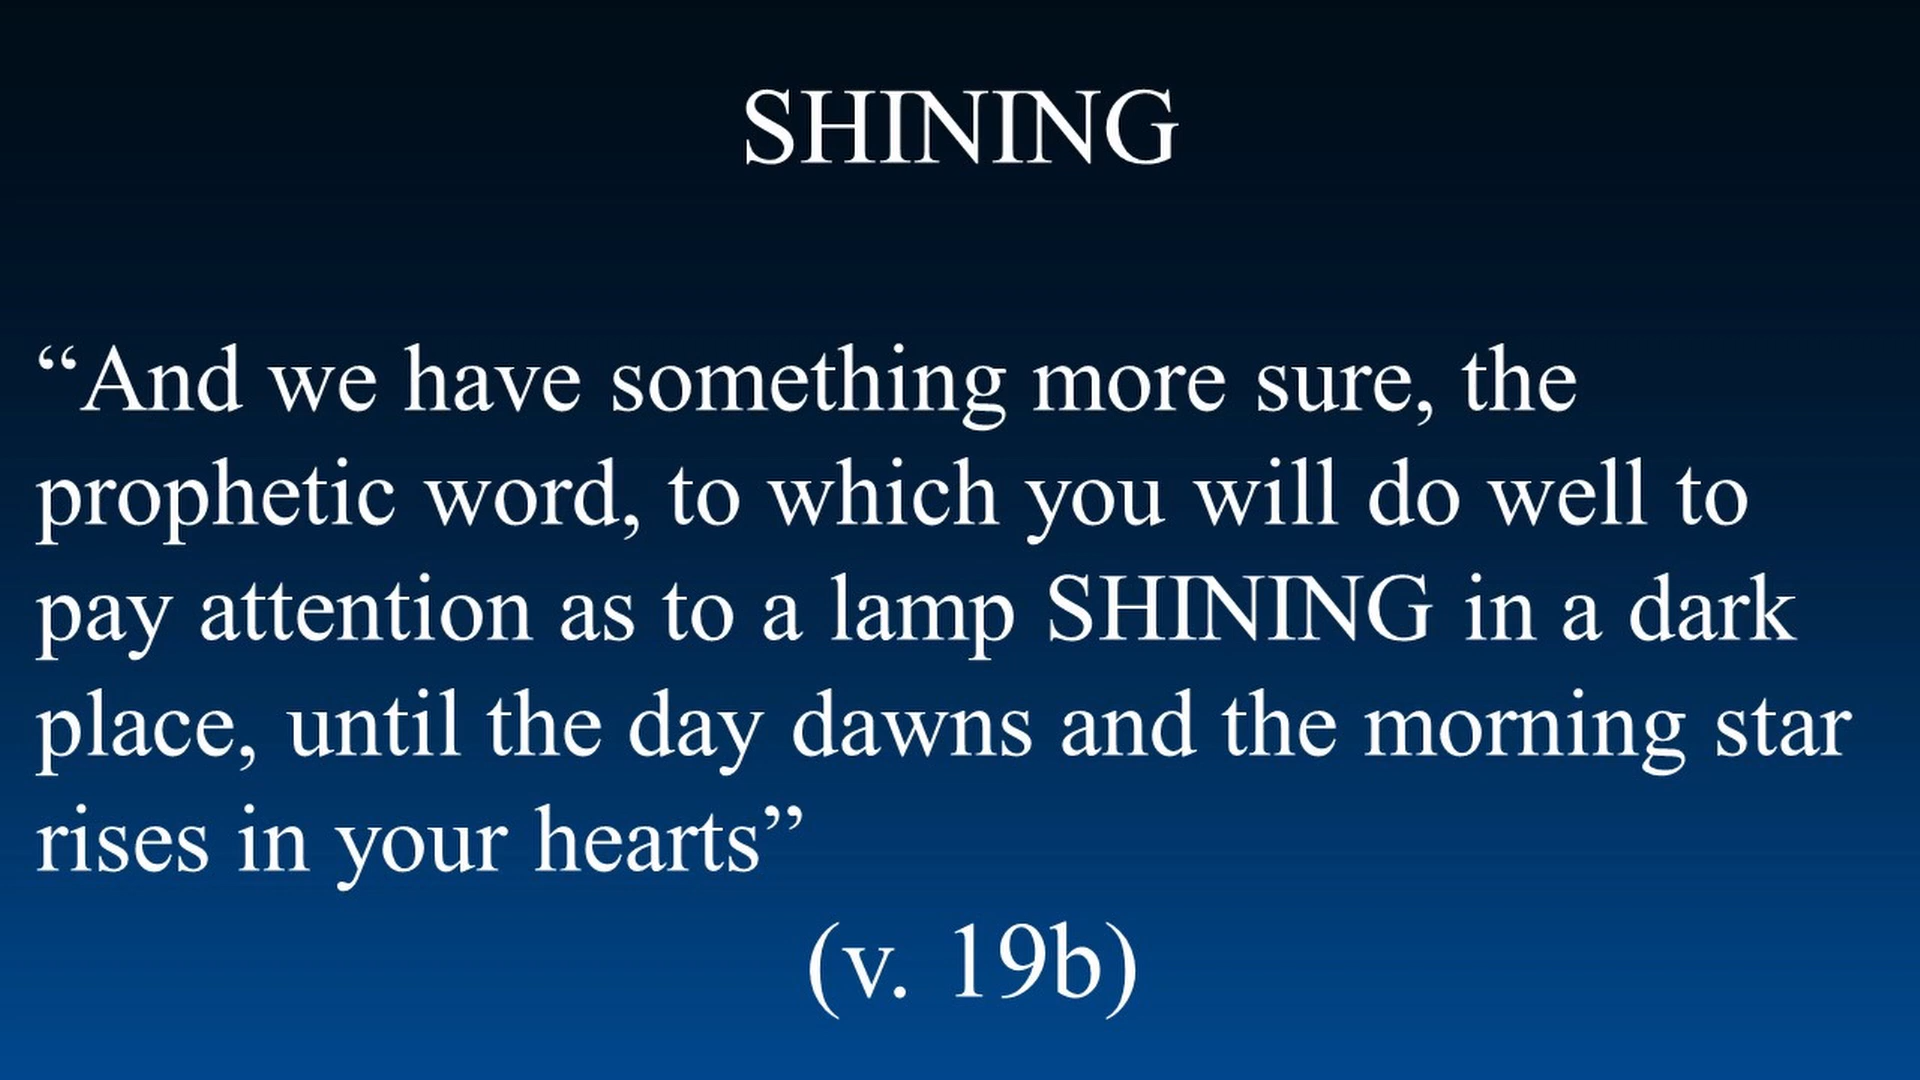 SHINING
“And we have something more sure, the
prophetic word, to which you will do well to
pay attention as to a lamp SHINING in a dark
place, until the day dawns and the morning star
rises in your hearts”
(v. 19b)